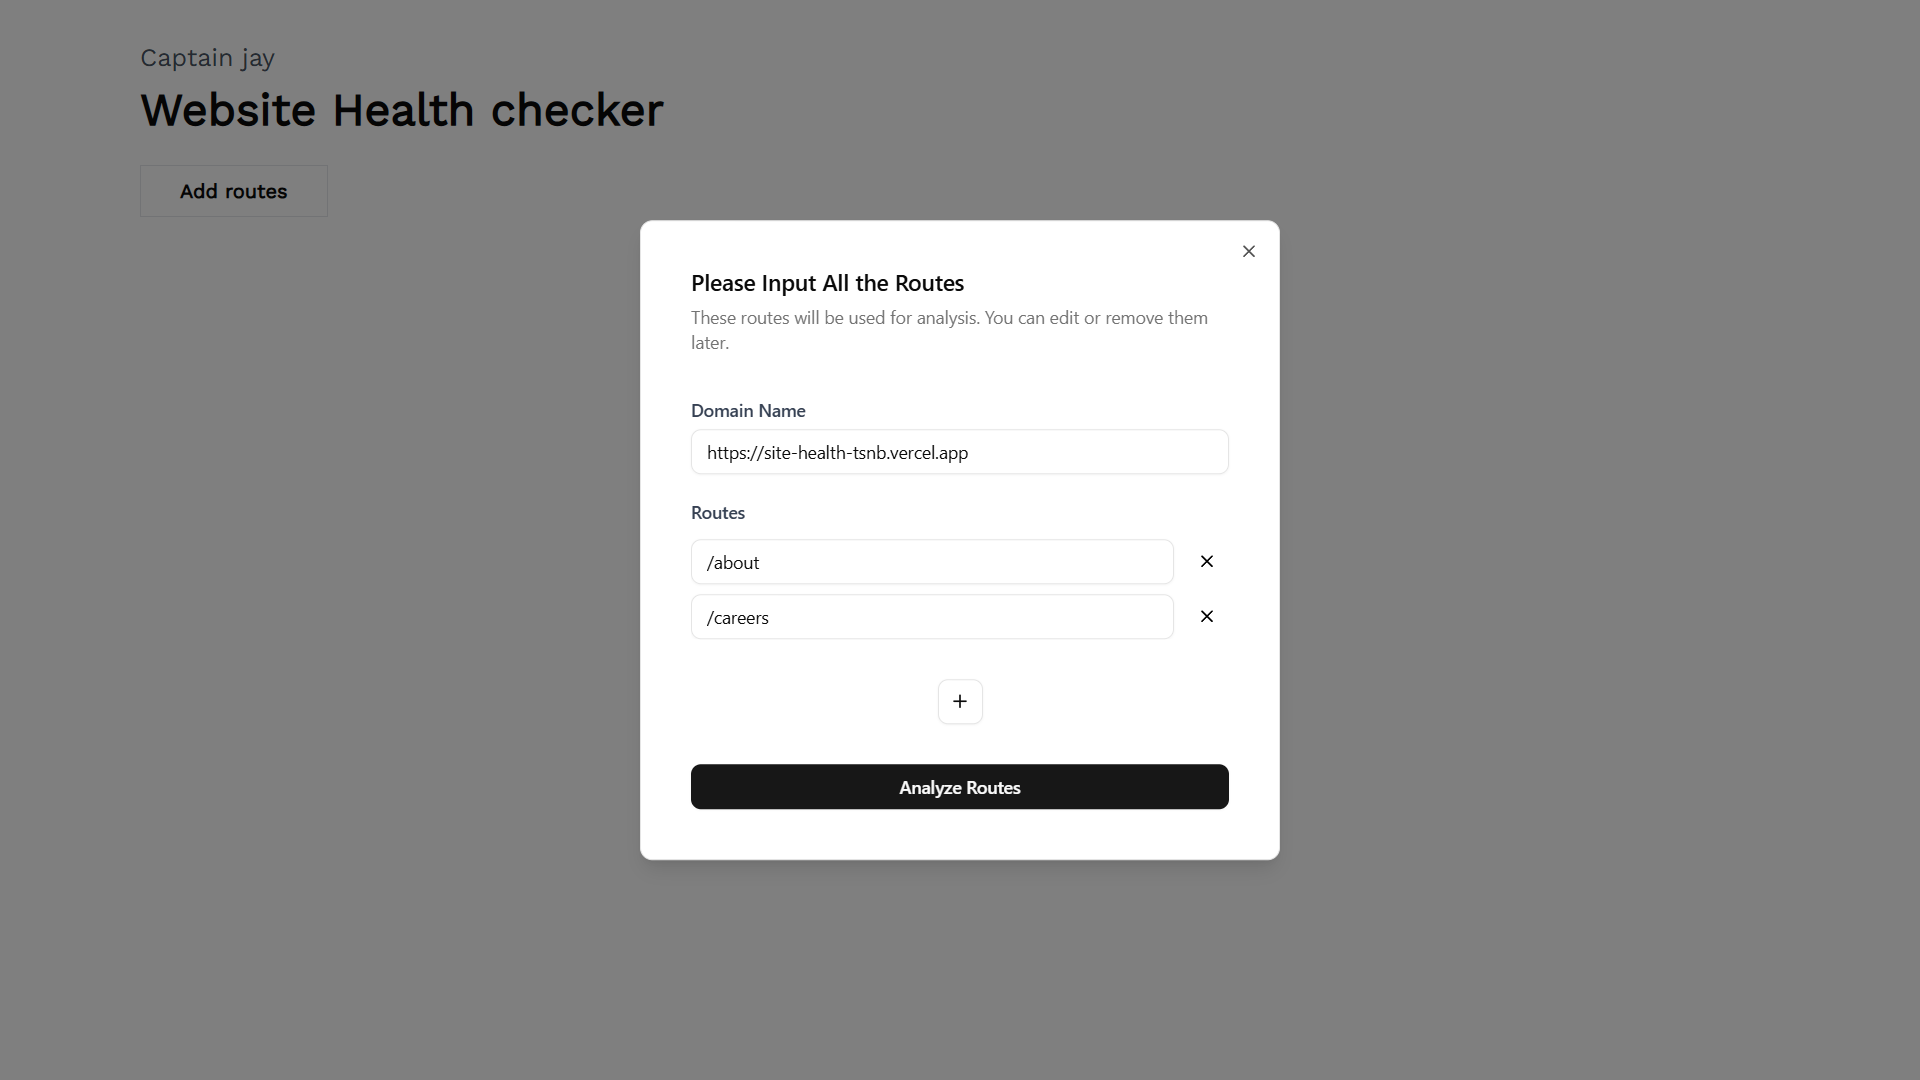 Captain jay
Website Health checker
Add routes
Please Input All the Routes
These routes will be used for analysis. You can edit or remove them
later.
Domain Name
https://site-health-tsnb.vercel.app
Routes
/about
/careers
Analyze Routes